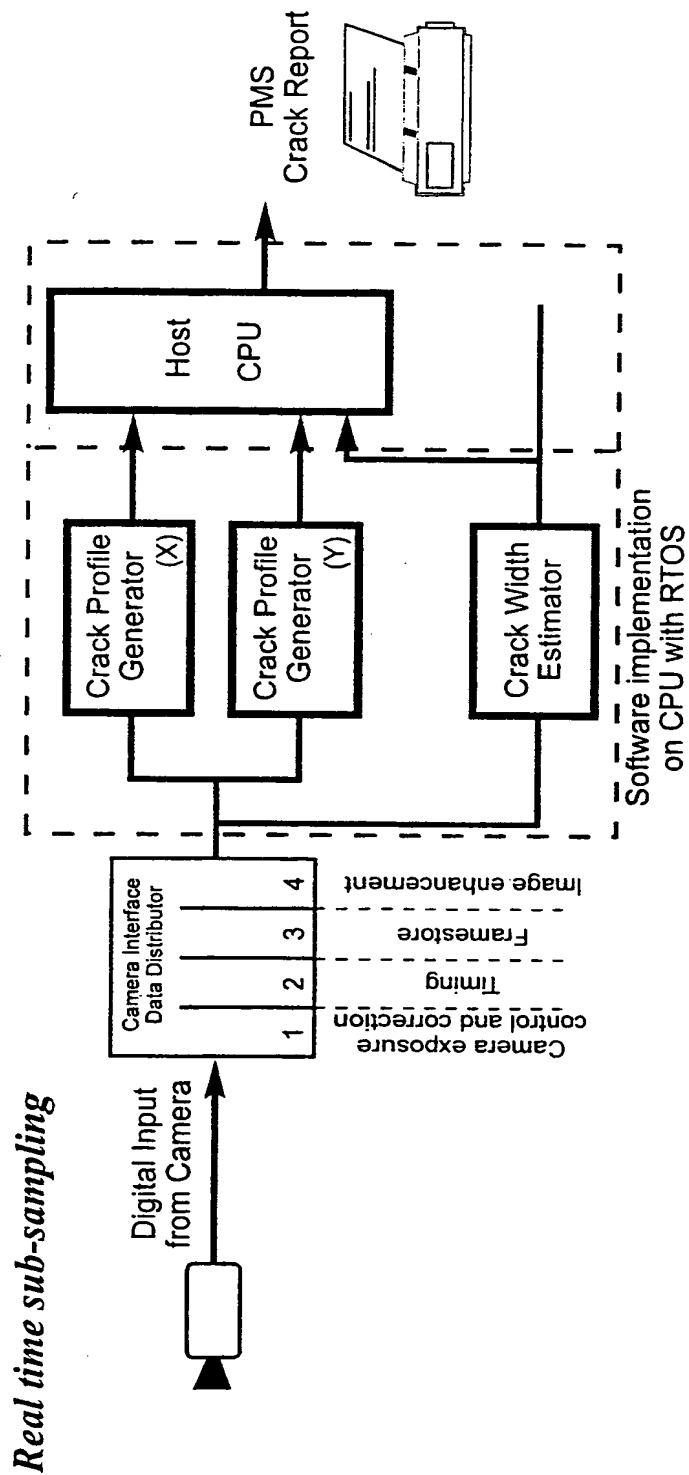 Real time sub-sampling
Digital Input
from Camera
Camera Interface
Data Distributor
1 2 3 4
Camera exposure
control and correction
Timing
Framestore
Image enhancement
Crack Profile
Generator
(X)
Crack Profile
Generator
(Y)
Crack Width
Estimator
Software implementation
on CPU with RTOS
Host
CPU
PMS
Crack Report